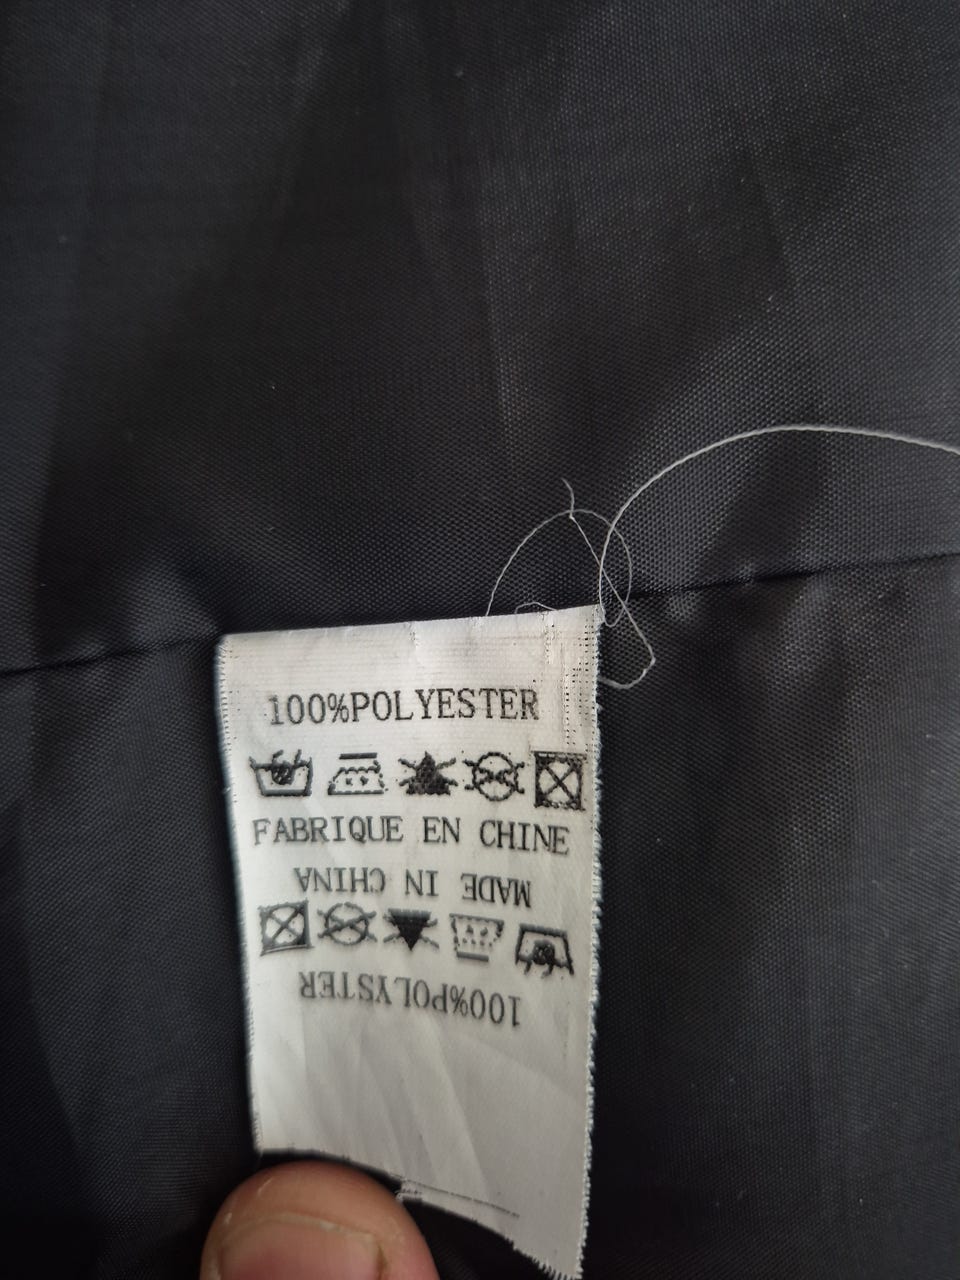 100%POLYESTER
FABRIQUE EN CHINE
MADE IN CHINA
100%POLYSTER